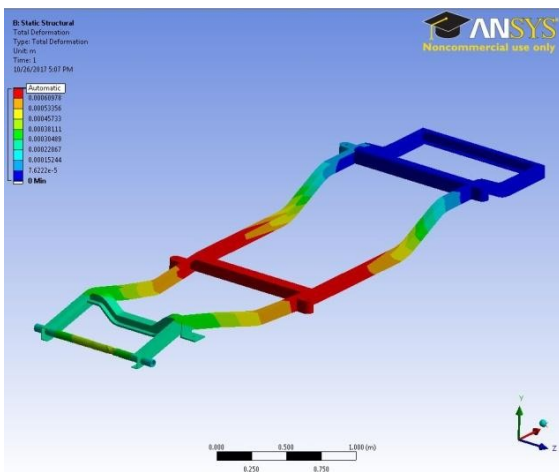 B: Static Structural
Total Deformation
Type: Total Deformation
Unit: m
Time: 1
10/26/2017 5:07 PM
Automatic
0.00060978
0.00053356
0.00045733
0.00038111
0.00030489
0.00022867
0.00015244
7.6222e-5
0 Min
ANSYS
Noncommercial use only
0.000 0.500 1.000 (m)
0.250 0.750
Y
Z